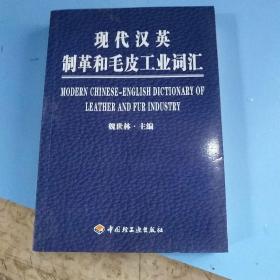 现代汉英
制革和毛皮工业词汇
MODERN CHINESE-ENGLISH DICTIONARY OF
LEATHER AND FUR INDUSTRY
魏世林·主编
中国轻工业出版社